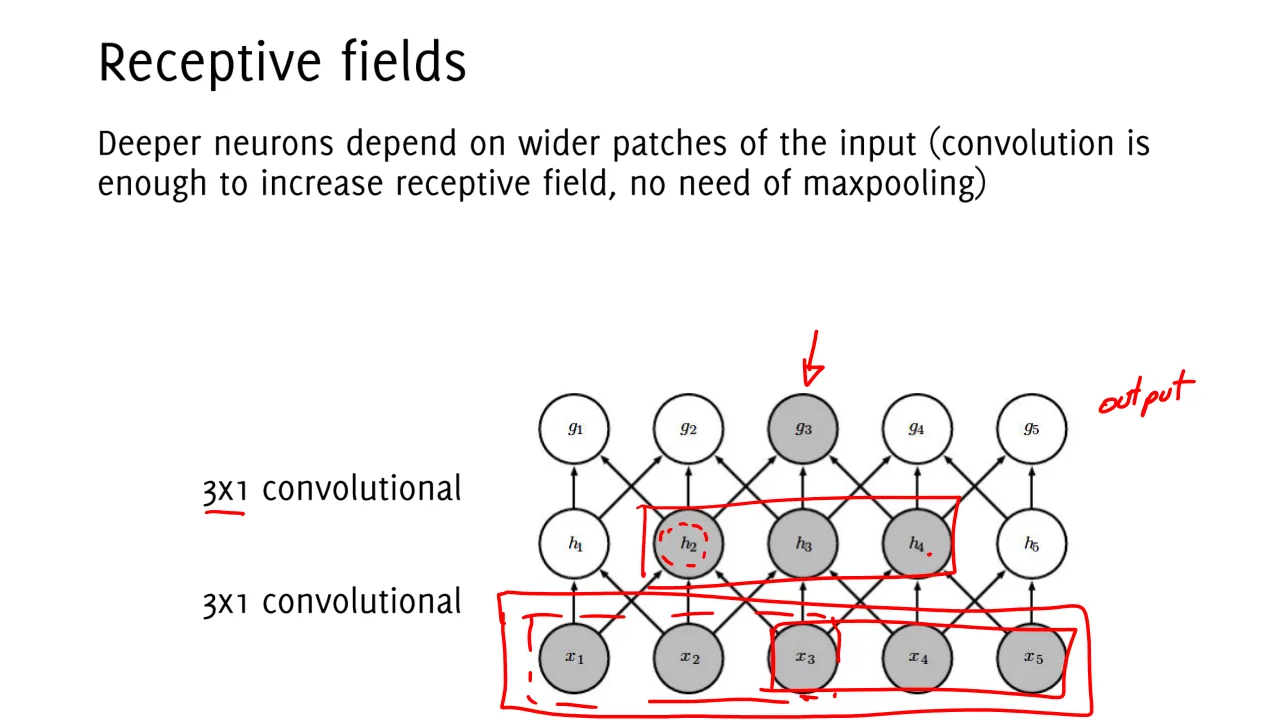 Receptive fields
Deeper neurons depend on wider patches of the input (convolution is
enough to increase receptive field, no need of maxpooling)
output
g1 g2 g3 g4 g5
3x1 convolutional
h1 h2 h3 h4 h5
3x1 convolutional
x1 x2 x3 x4 x5